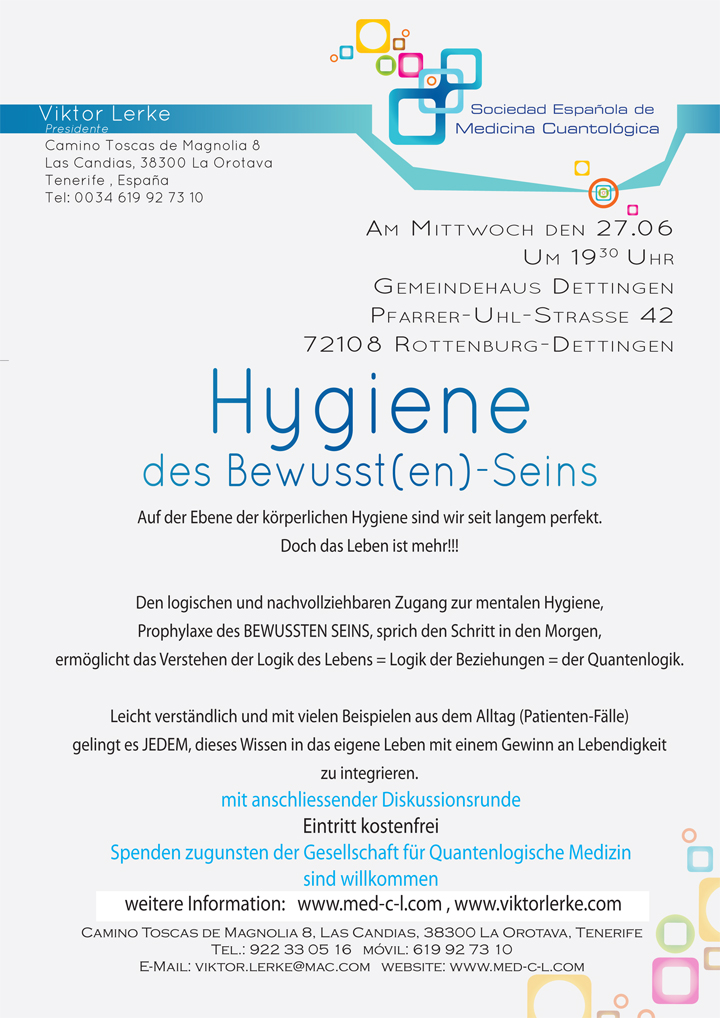 Viktor Lerke
Presidente
Camino Toscas de Magnolia 8
Las Candias, 38300 La Orotava
Tenerife , España
Tel: 0034 619 92 73 10
Sociedad Española de
Medicina Cuantológica
Am Mittwoch den 27.06
Um 19³⁰ Uhr
Gemeindehaus Dettingen
Pfarrer-Uhl-Strasse 42
72108 Rottenburg-Dettingen
Hygiene
des Bewusst(en)-Seins
Auf der Ebene der körperlichen Hygiene sind wir seit langem perfekt.
Doch das Leben ist mehr!!!
Den logischen und nachvollziehbaren Zugang zur mentalen Hygiene,
Prophylaxe des BEWUSSTEN SEINS, sprich den Schritt in den Morgen,
ermöglicht das Verstehen der Logik des Lebens = Logik der Beziehungen = der Quantenlogik.
Leicht verständlich und mit vielen Beispielen aus dem Alltag (Patienten-Fälle)
gelingt es JEDEM, dieses Wissen in das eigene Leben mit einem Gewinn an Lebendigkeit
zu integrieren.
mit anschliessender Diskussionsrunde
Eintritt kostenfrei
Spenden zugunsten der Gesellschaft für Quantenlogische Medizin
sind willkommen
weitere Information: www.med-c-l.com , www.viktorlerke.com
Camino Toscas de Magnolia 8, Las Candias, 38300 La Orotava, Tenerife
Tel.: 922 33 05 16 móvil: 619 92 73 10
E-Mail: viktor.lerke@mac.com website: www.med-c-l.com